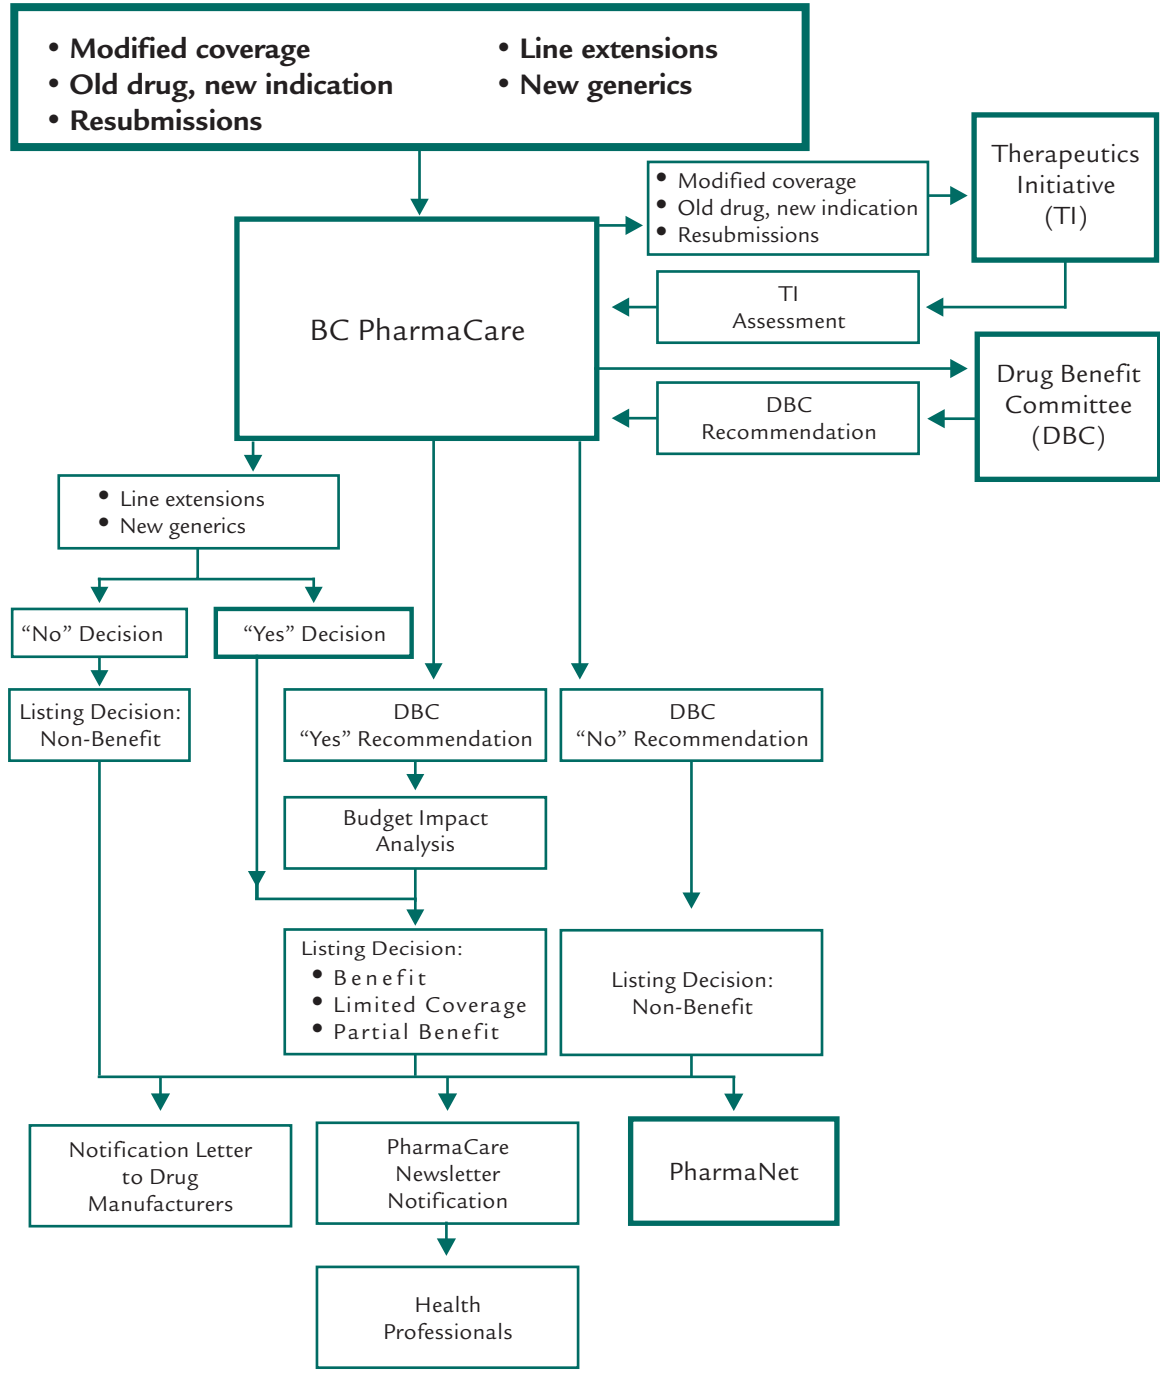 • Modified coverage
• Old drug, new indication
• Resubmissions
• Line extensions
• New generics
• Modified coverage
• Old drug, new indication
• Resubmissions
Therapeutics
Initiative
(TI)
BC PharmaCare
TI
Assessment
Drug Benefit
Committee
(DBC)
DBC
Recommendation
• Line extensions
• New generics
“No” Decision
“Yes” Decision
Listing Decision:
Non-Benefit
DBC
“Yes” Recommendation
DBC
“No” Recommendation
Budget Impact
Analysis
Listing Decision:
• Benefit
• Limited Coverage
• Partial Benefit
Listing Decision:
Non-Benefit
Notification Letter
to Drug
Manufacturers
PharmaCare
Newsletter
Notification
PharmaNet
Health
Professionals